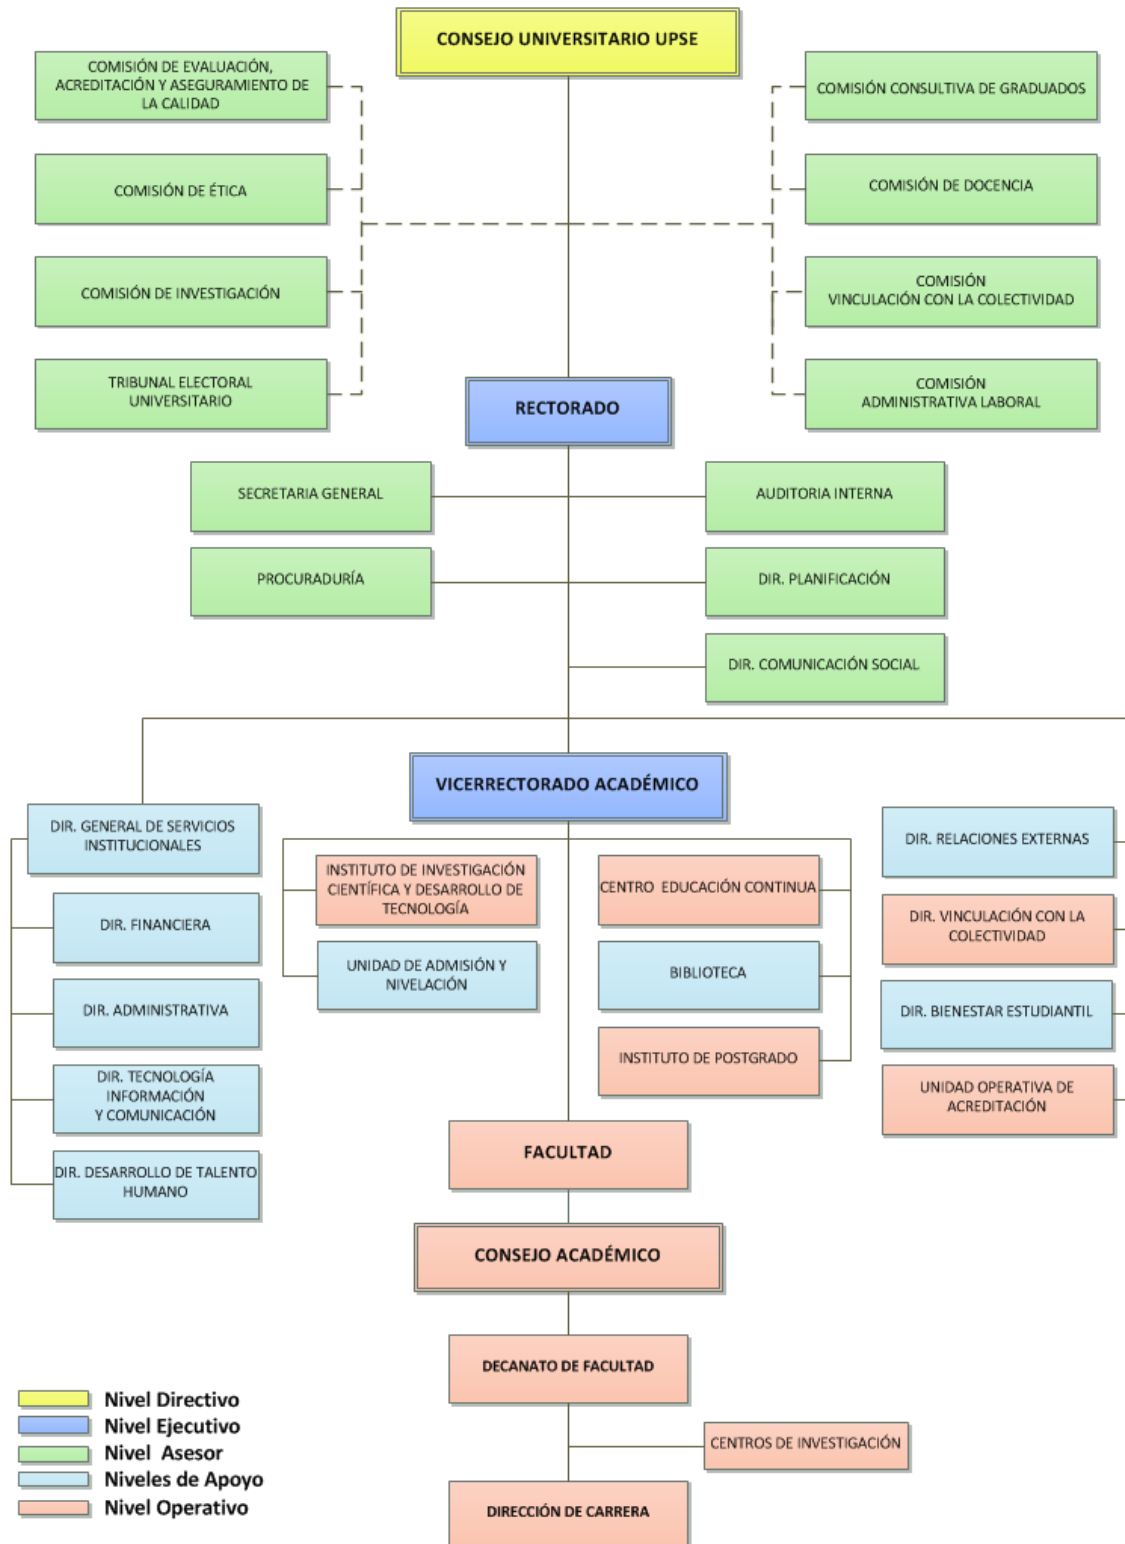 CONSEJO UNIVERSITARIO UPSE
COMISIÓN DE EVALUACIÓN,
ACREDITACIÓN Y ASEGURAMIENTO DE
LA CALIDAD
COMISIÓN CONSULTIVA DE GRADUADOS
COMISIÓN DE ÉTICA
COMISIÓN DE DOCENCIA
COMISIÓN DE INVESTIGACIÓN
COMISIÓN
VINCULACIÓN CON LA COLECTIVIDAD
TRIBUNAL ELECTORAL
UNIVERSITARIO
COMISIÓN
ADMINISTRATIVA LABORAL
RECTORADO
SECRETARIA GENERAL
AUDITORIA INTERNA
PROCURADURÍA
DIR. PLANIFICACIÓN
DIR. COMUNICACIÓN SOCIAL
VICERRECTORADO ACADÉMICO
DIR. GENERAL DE SERVICIOS
INSTITUCIONALES
DIR. FINANCIERA
DIR. ADMINISTRATIVA
DIR. TECNOLOGÍA
INFORMACIÓN
Y COMUNICACIÓN
DIR. DESARROLLO DE TALENTO
HUMANO
INSTITUTO DE INVESTIGACIÓN
CIENTÍFICA Y DESARROLLO DE
TECNOLOGÍA
UNIDAD DE ADMISIÓN Y
NIVELACIÓN
CENTRO EDUCACIÓN CONTINUA
BIBLIOTECA
INSTITUTO DE POSTGRADO
DIR. RELACIONES EXTERNAS
DIR. VINCULACIÓN CON LA
COLECTIVIDAD
DIR. BIENESTAR ESTUDIANTIL
UNIDAD OPERATIVA DE
ACREDITACIÓN
FACULTAD
CONSEJO ACADÉMICO
DECANATO DE FACULTAD
CENTROS DE INVESTIGACIÓN
DIRECCIÓN DE CARRERA
Nivel Directivo
Nivel Ejecutivo
Nivel Asesor
Niveles de Apoyo
Nivel Operativo